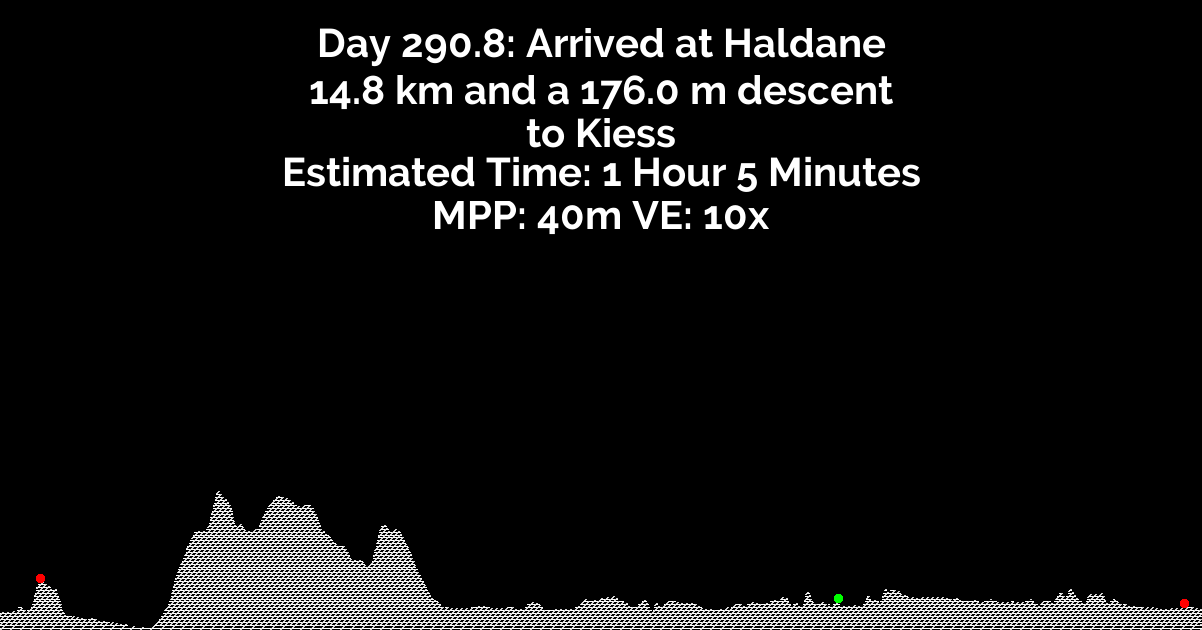 Day 290.8: Arrived at Haldane
14.8 km and a 176.0 m descent
to Kiess
Estimated Time: 1 Hour 5 Minutes
MPP: 40m VE: 10x